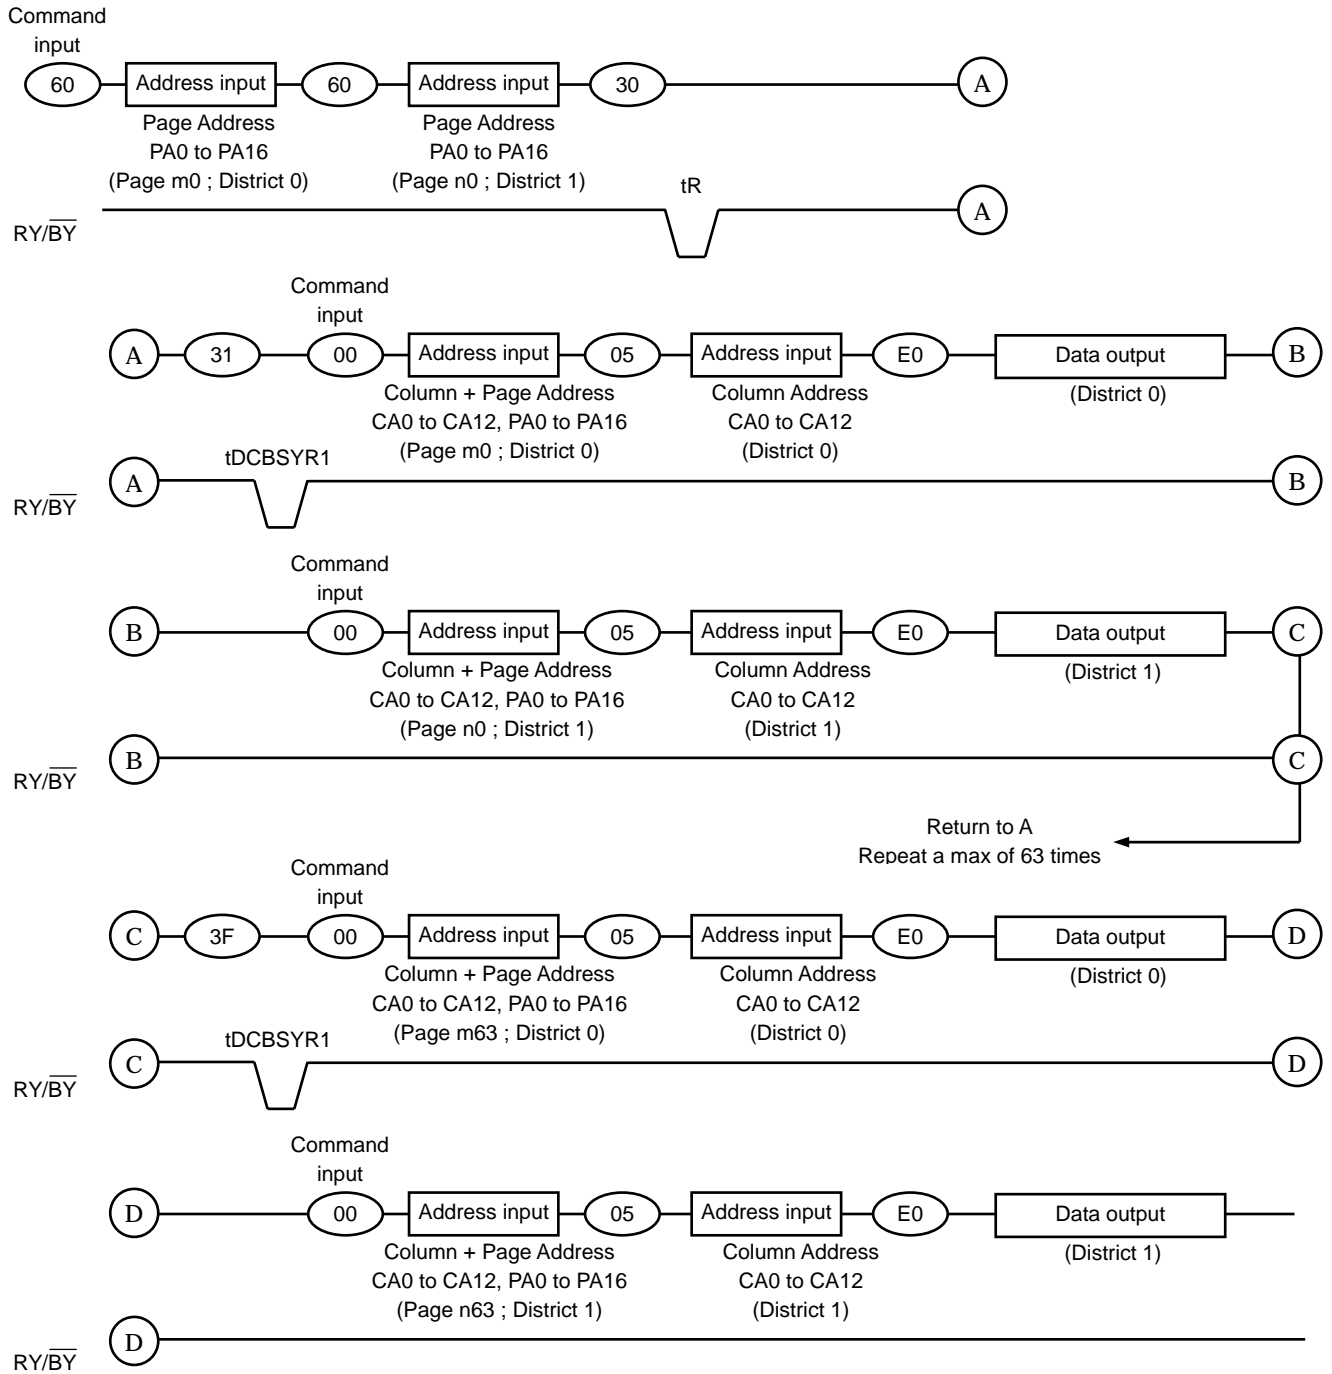 Command
input
60 Address input 60 Address input 30 A
Page Address Page Address
PA0 to PA16 PA0 to PA16
(Page m0 ; District 0) (Page n0 ; District 1)
tR
RY/BY A
Command
input
A 31 00 Address input 05 Address input E0 Data output B
Column + Page Address Column Address (District 0)
CA0 to CA12, PA0 to PA16 CA0 to CA12
(Page m0 ; District 0) (District 0)
tDCBSYR1
RY/BY A B
Command
input
B 00 Address input 05 Address input E0 Data output C
Column + Page Address Column Address (District 1)
CA0 to CA12, PA0 to PA16 CA0 to CA12
(Page n0 ; District 1) (District 1)
RY/BY B C
Return to A
Repeat a max of 63 times
Command
input
C 3F 00 Address input 05 Address input E0 Data output D
Column + Page Address Column Address (District 0)
CA0 to CA12, PA0 to PA16 CA0 to CA12
(Page m63 ; District 0) (District 0)
tDCBSYR1
RY/BY C D
Command
input
D 00 Address input 05 Address input E0 Data output
Column + Page Address Column Address (District 1)
CA0 to CA12, PA0 to PA16 CA0 to CA12
(Page n63 ; District 1) (District 1)
RY/BY D